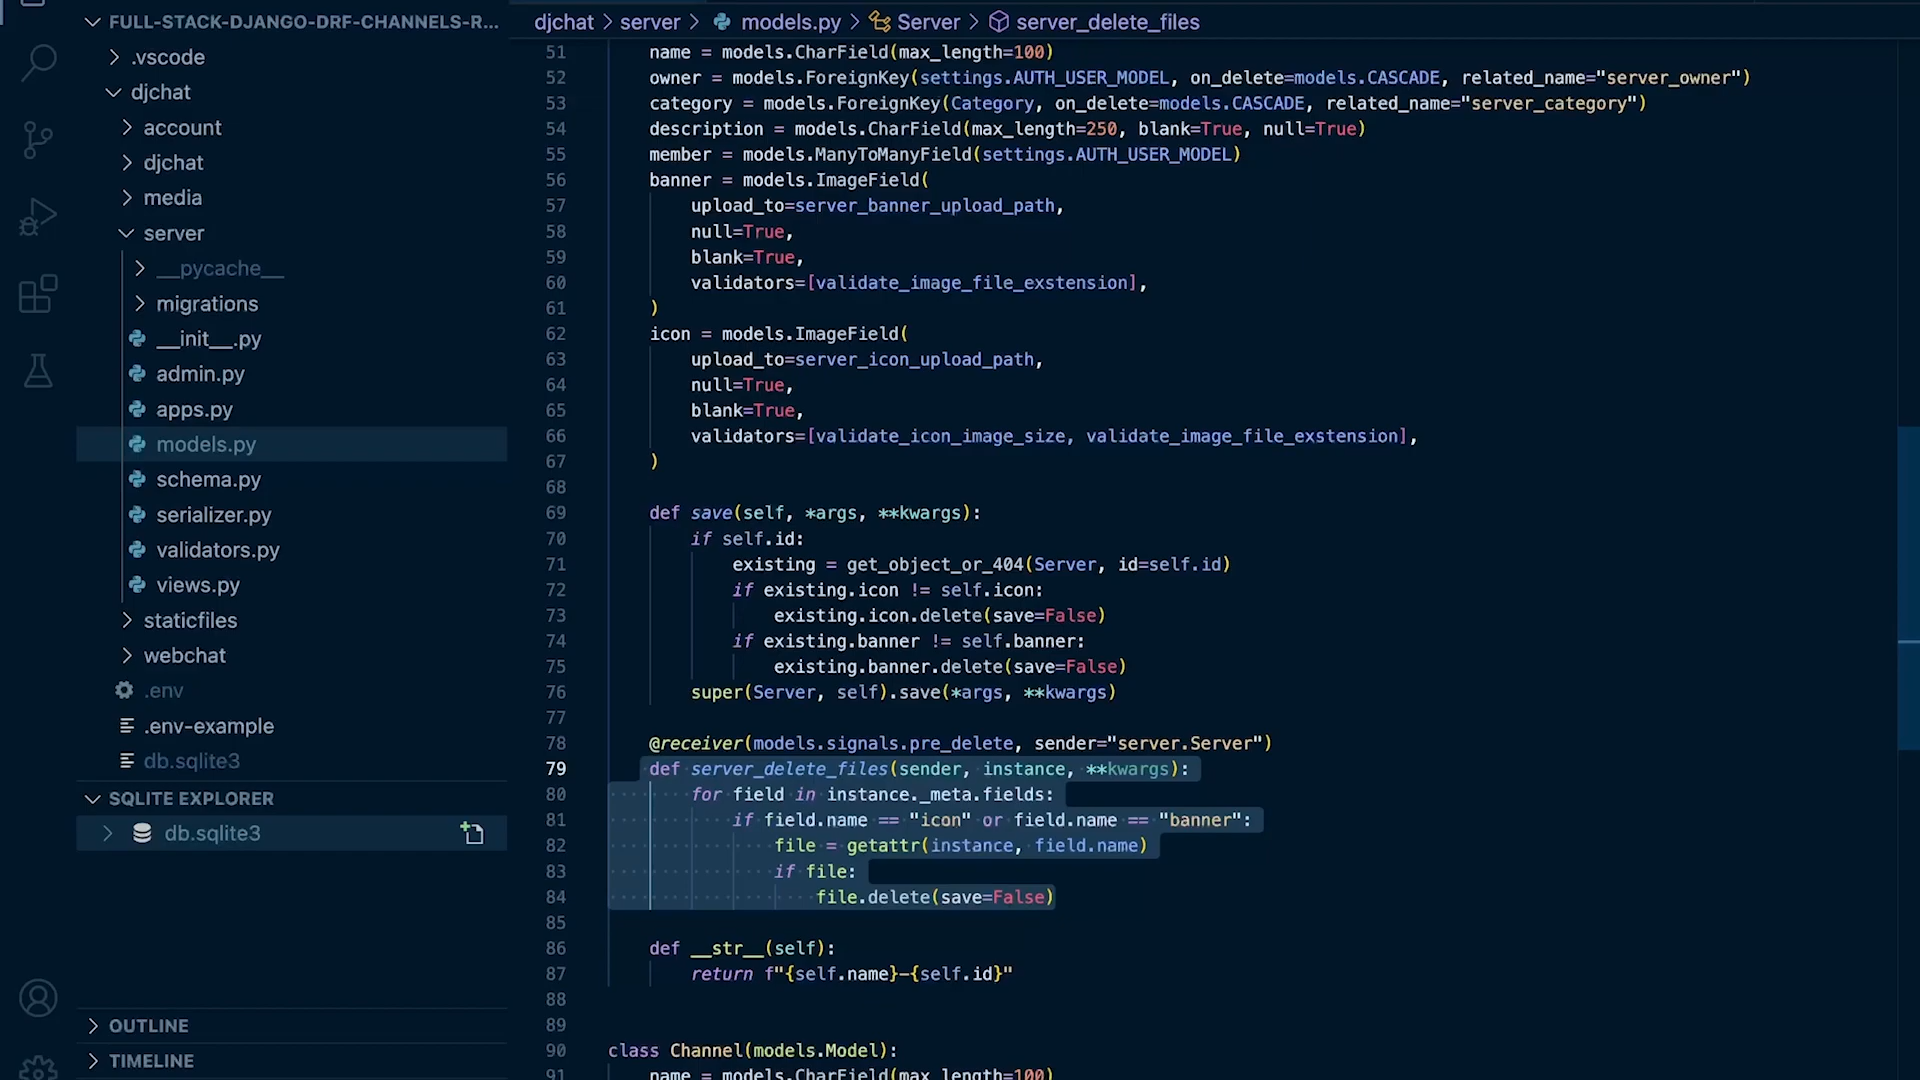 FULL-STACK-DJANGO-DRF-CHANNELS-R...
.vscode
djchat
account
djchat
media
server
__pycache__
migrations
__init__.py
admin.py
apps.py
models.py
schema.py
serializer.py
validators.py
views.py
staticfiles
webchat
.env
.env-example
db.sqlite3
SQLITE EXPLORER
db.sqlite3
OUTLINE
TIMELINE
djchat > server > models.py > Server > server_delete_files
51 name = models.CharField(max_length=100)
52 owner = models.ForeignKey(settings.AUTH_USER_MODEL, on_delete=models.CASCADE, related_name="server_owner")
53 category = models.ForeignKey(Category, on_delete=models.CASCADE, related_name="server_category")
54 description = models.CharField(max_length=250, blank=True, null=True)
55 member = models.ManyToManyField(settings.AUTH_USER_MODEL)
56 banner = models.ImageField(
57 upload_to=server_banner_upload_path,
58 null=True,
59 blank=True,
60 validators=[validate_image_file_exstension],
61 )
62 icon = models.ImageField(
63 upload_to=server_icon_upload_path,
64 null=True,
65 blank=True,
66 validators=[validate_icon_image_size, validate_image_file_exstension],
67 )
68
69 def save(self, *args, **kwargs):
70 if self.id:
71 existing = get_object_or_404(Server, id=self.id)
72 if existing.icon != self.icon:
73 existing.icon.delete(save=False)
74 if existing.banner != self.banner:
75 existing.banner.delete(save=False)
76 super(Server, self).save(*args, **kwargs)
77
78 @receiver(models.signals.pre_delete, sender="server.Server")
79 def server_delete_files(sender, instance, **kwargs):
80 for field in instance._meta.fields:
81 if field.name == "icon" or field.name == "banner":
82 file = getattr(instance, field.name)
83 if file:
84 file.delete(save=False)
85
86 def __str__(self):
87 return f"{self.name}-{self.id}"
88
89
90 class Channel(models.Model):
91 name = models.CharField(max_length=100)